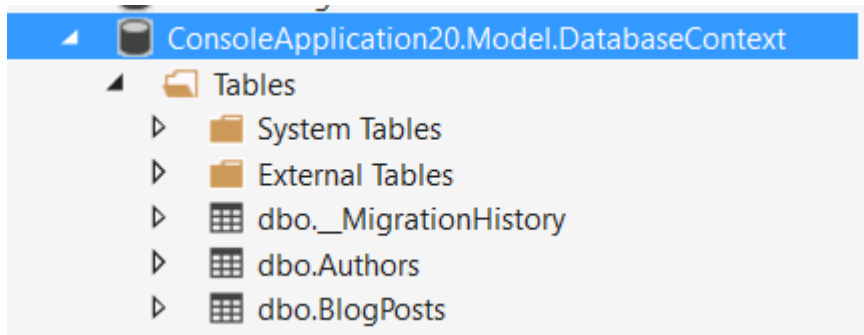 ConsoleApplication20.Model.DatabaseContext
Tables
System Tables
External Tables
dbo.__MigrationHistory
dbo.Authors
dbo.BlogPosts